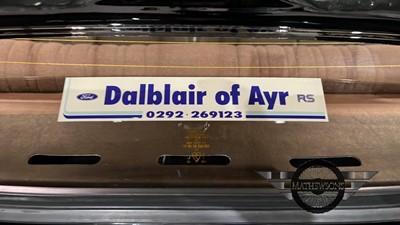 Ford Dalblair of Ayr RS
0292·269123
MATHEWSONS